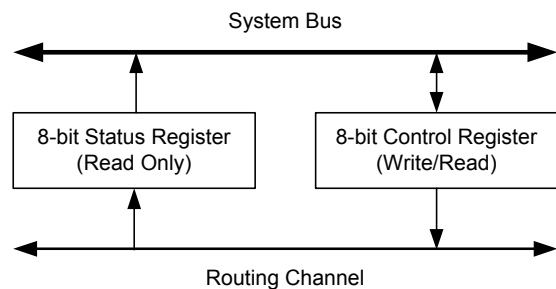 System Bus
8-bit Status Register
(Read Only)
8-bit Control Register
(Write/Read)
Routing Channel